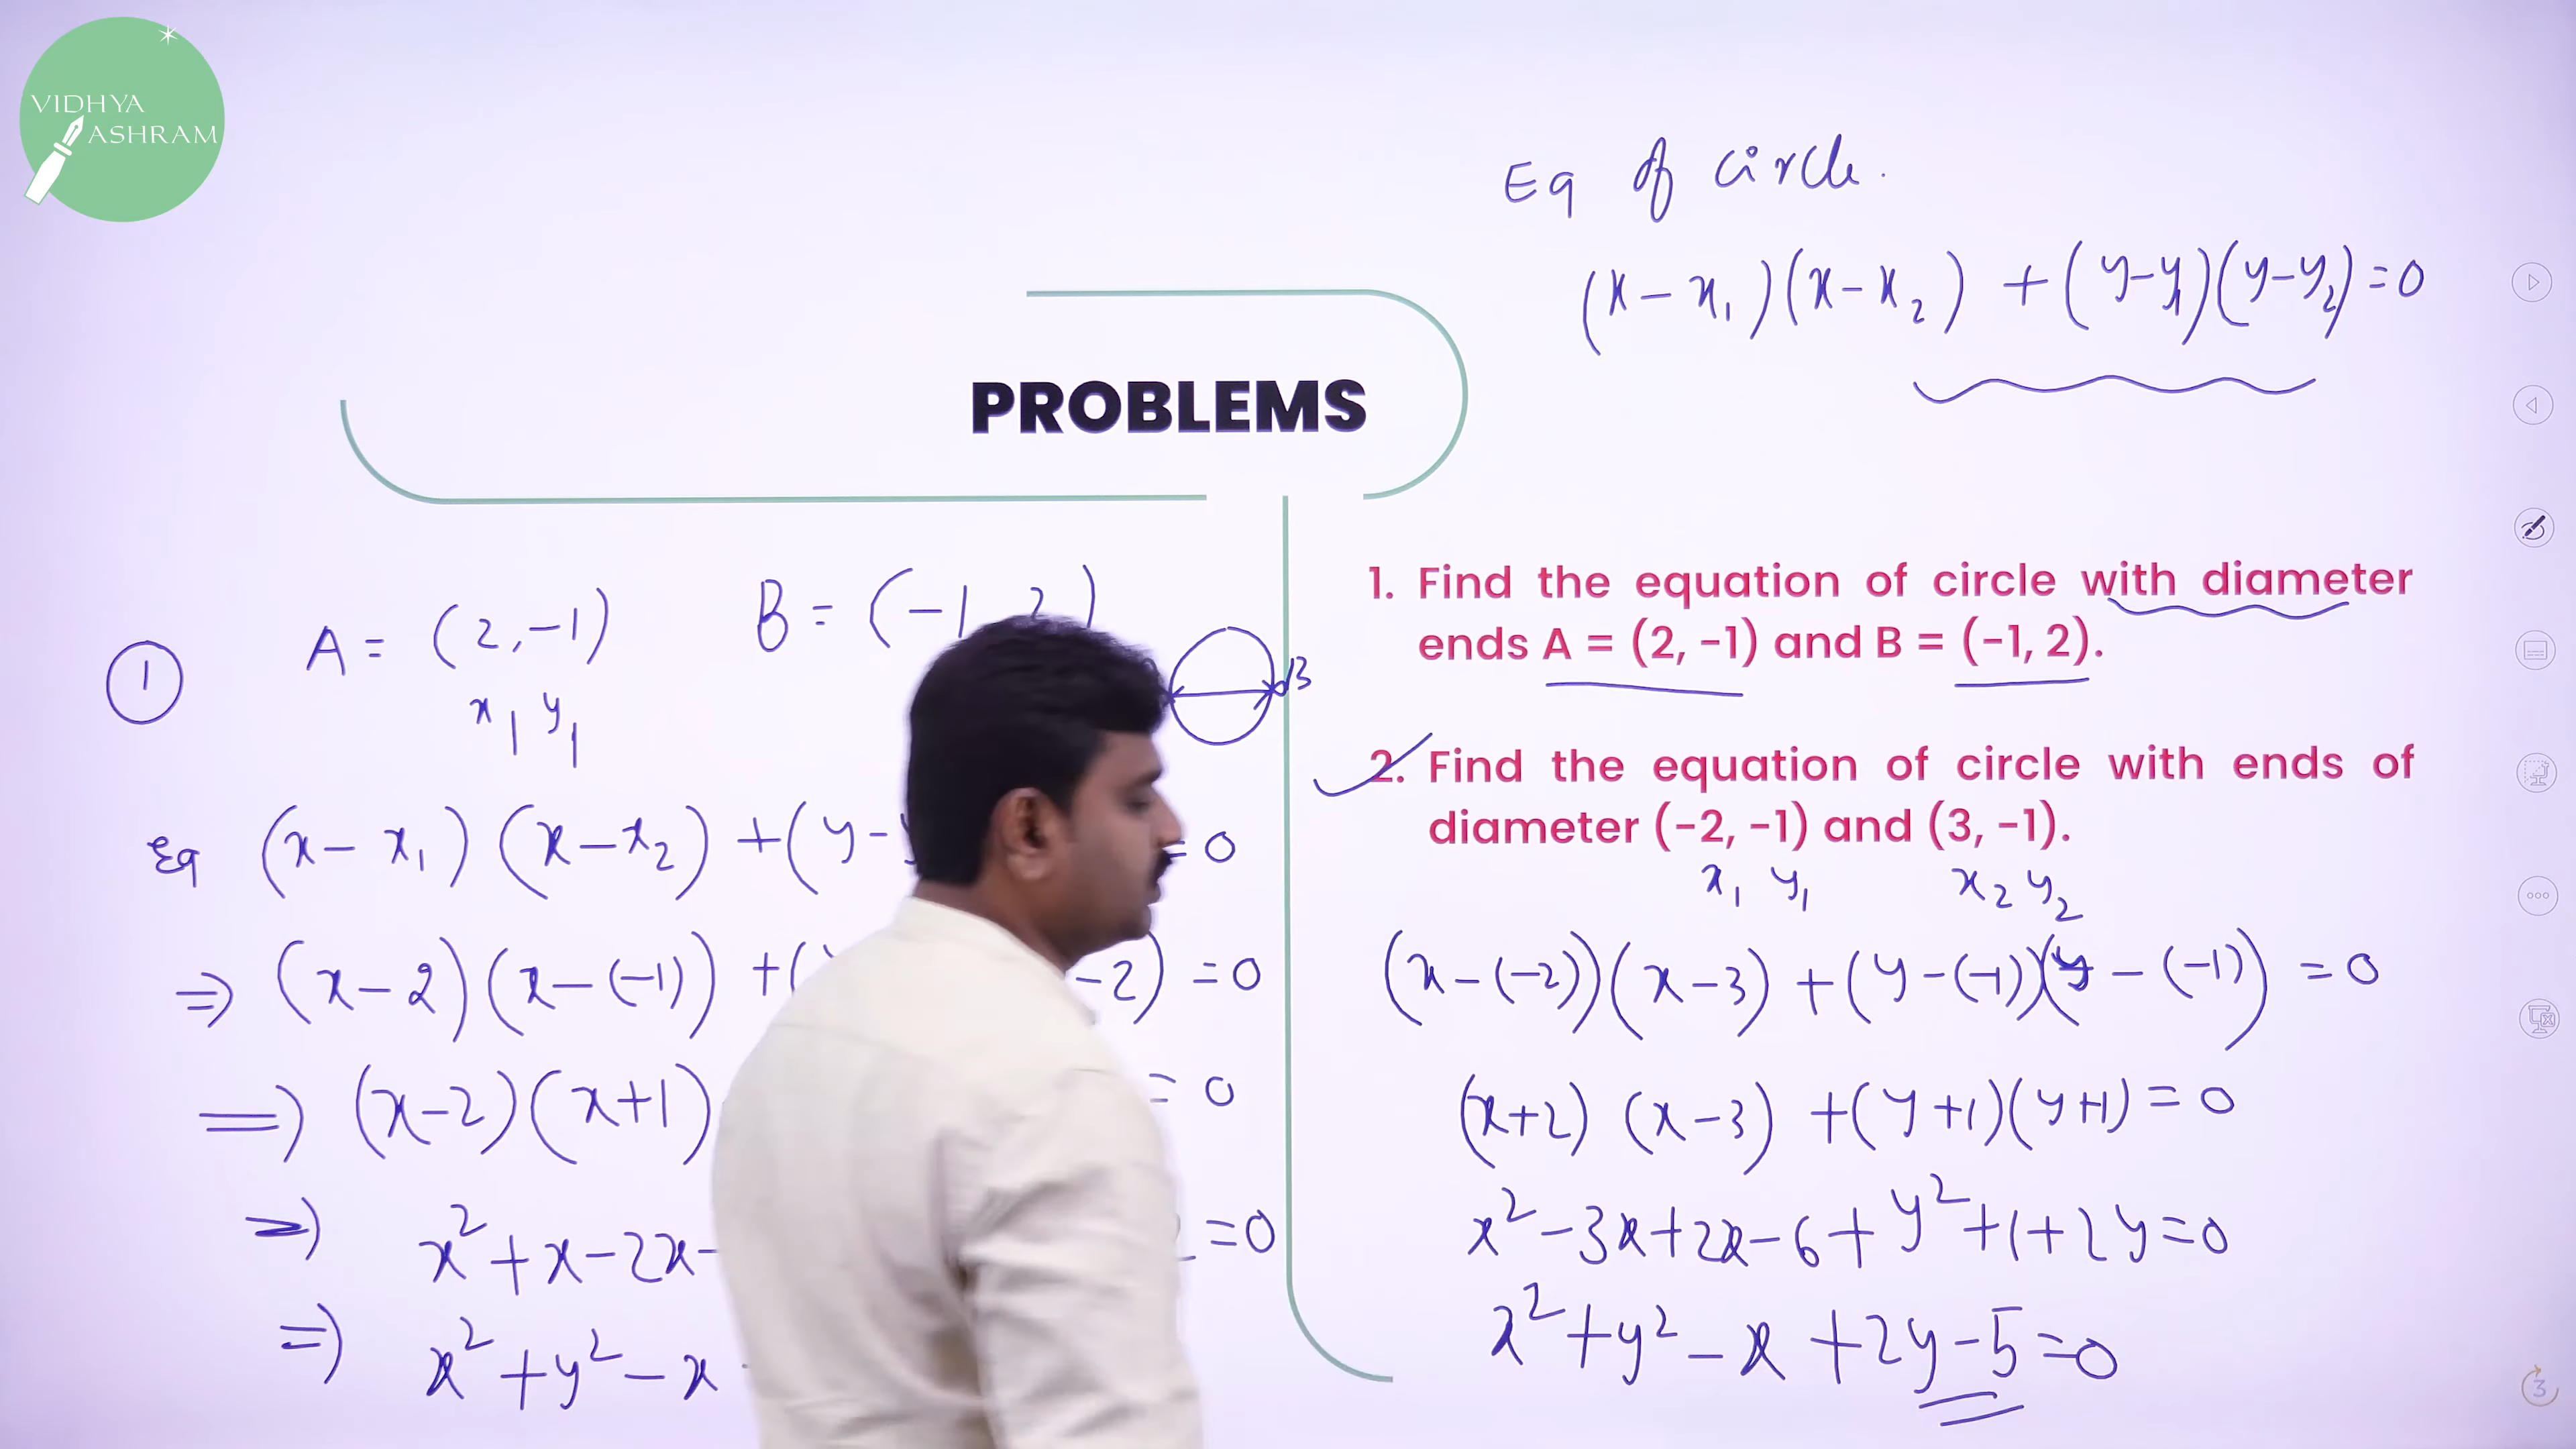 VIDHYA
ASHRAM
Eq of circle.
(x - x₁)(x - x₂) + (y - y₁)(y - y₂) = 0
PROBLEMS
1. Find the equation of circle with diameter
ends A = (2, -1) and B = (-1, 2).
2. Find the equation of circle with ends of
diameter (-2, -1) and (3, -1).
x₁ y₁ x₂ y₂
(x - (-2))(x - 3) + (y - (-1))(y - (-1)) = 0
(x+2) (x-3) + (y+1)(y+1) = 0
x² - 3x + 2x - 6 + y² + 1 + 2y = 0
x² + y² - x + 2y - 5 = 0
1 A = (2, -1) B = (-1 2)
x₁ y₁
B
Eq (x - x₁) (x - x₂) + (y - = 0
⇒ (x - 2)(x - (-1)) + ( - 2) = 0
⇒ (x - 2)(x + 1) = 0
⇒ x² + x - 2x - = 0
⇒ x² + y² - x
3